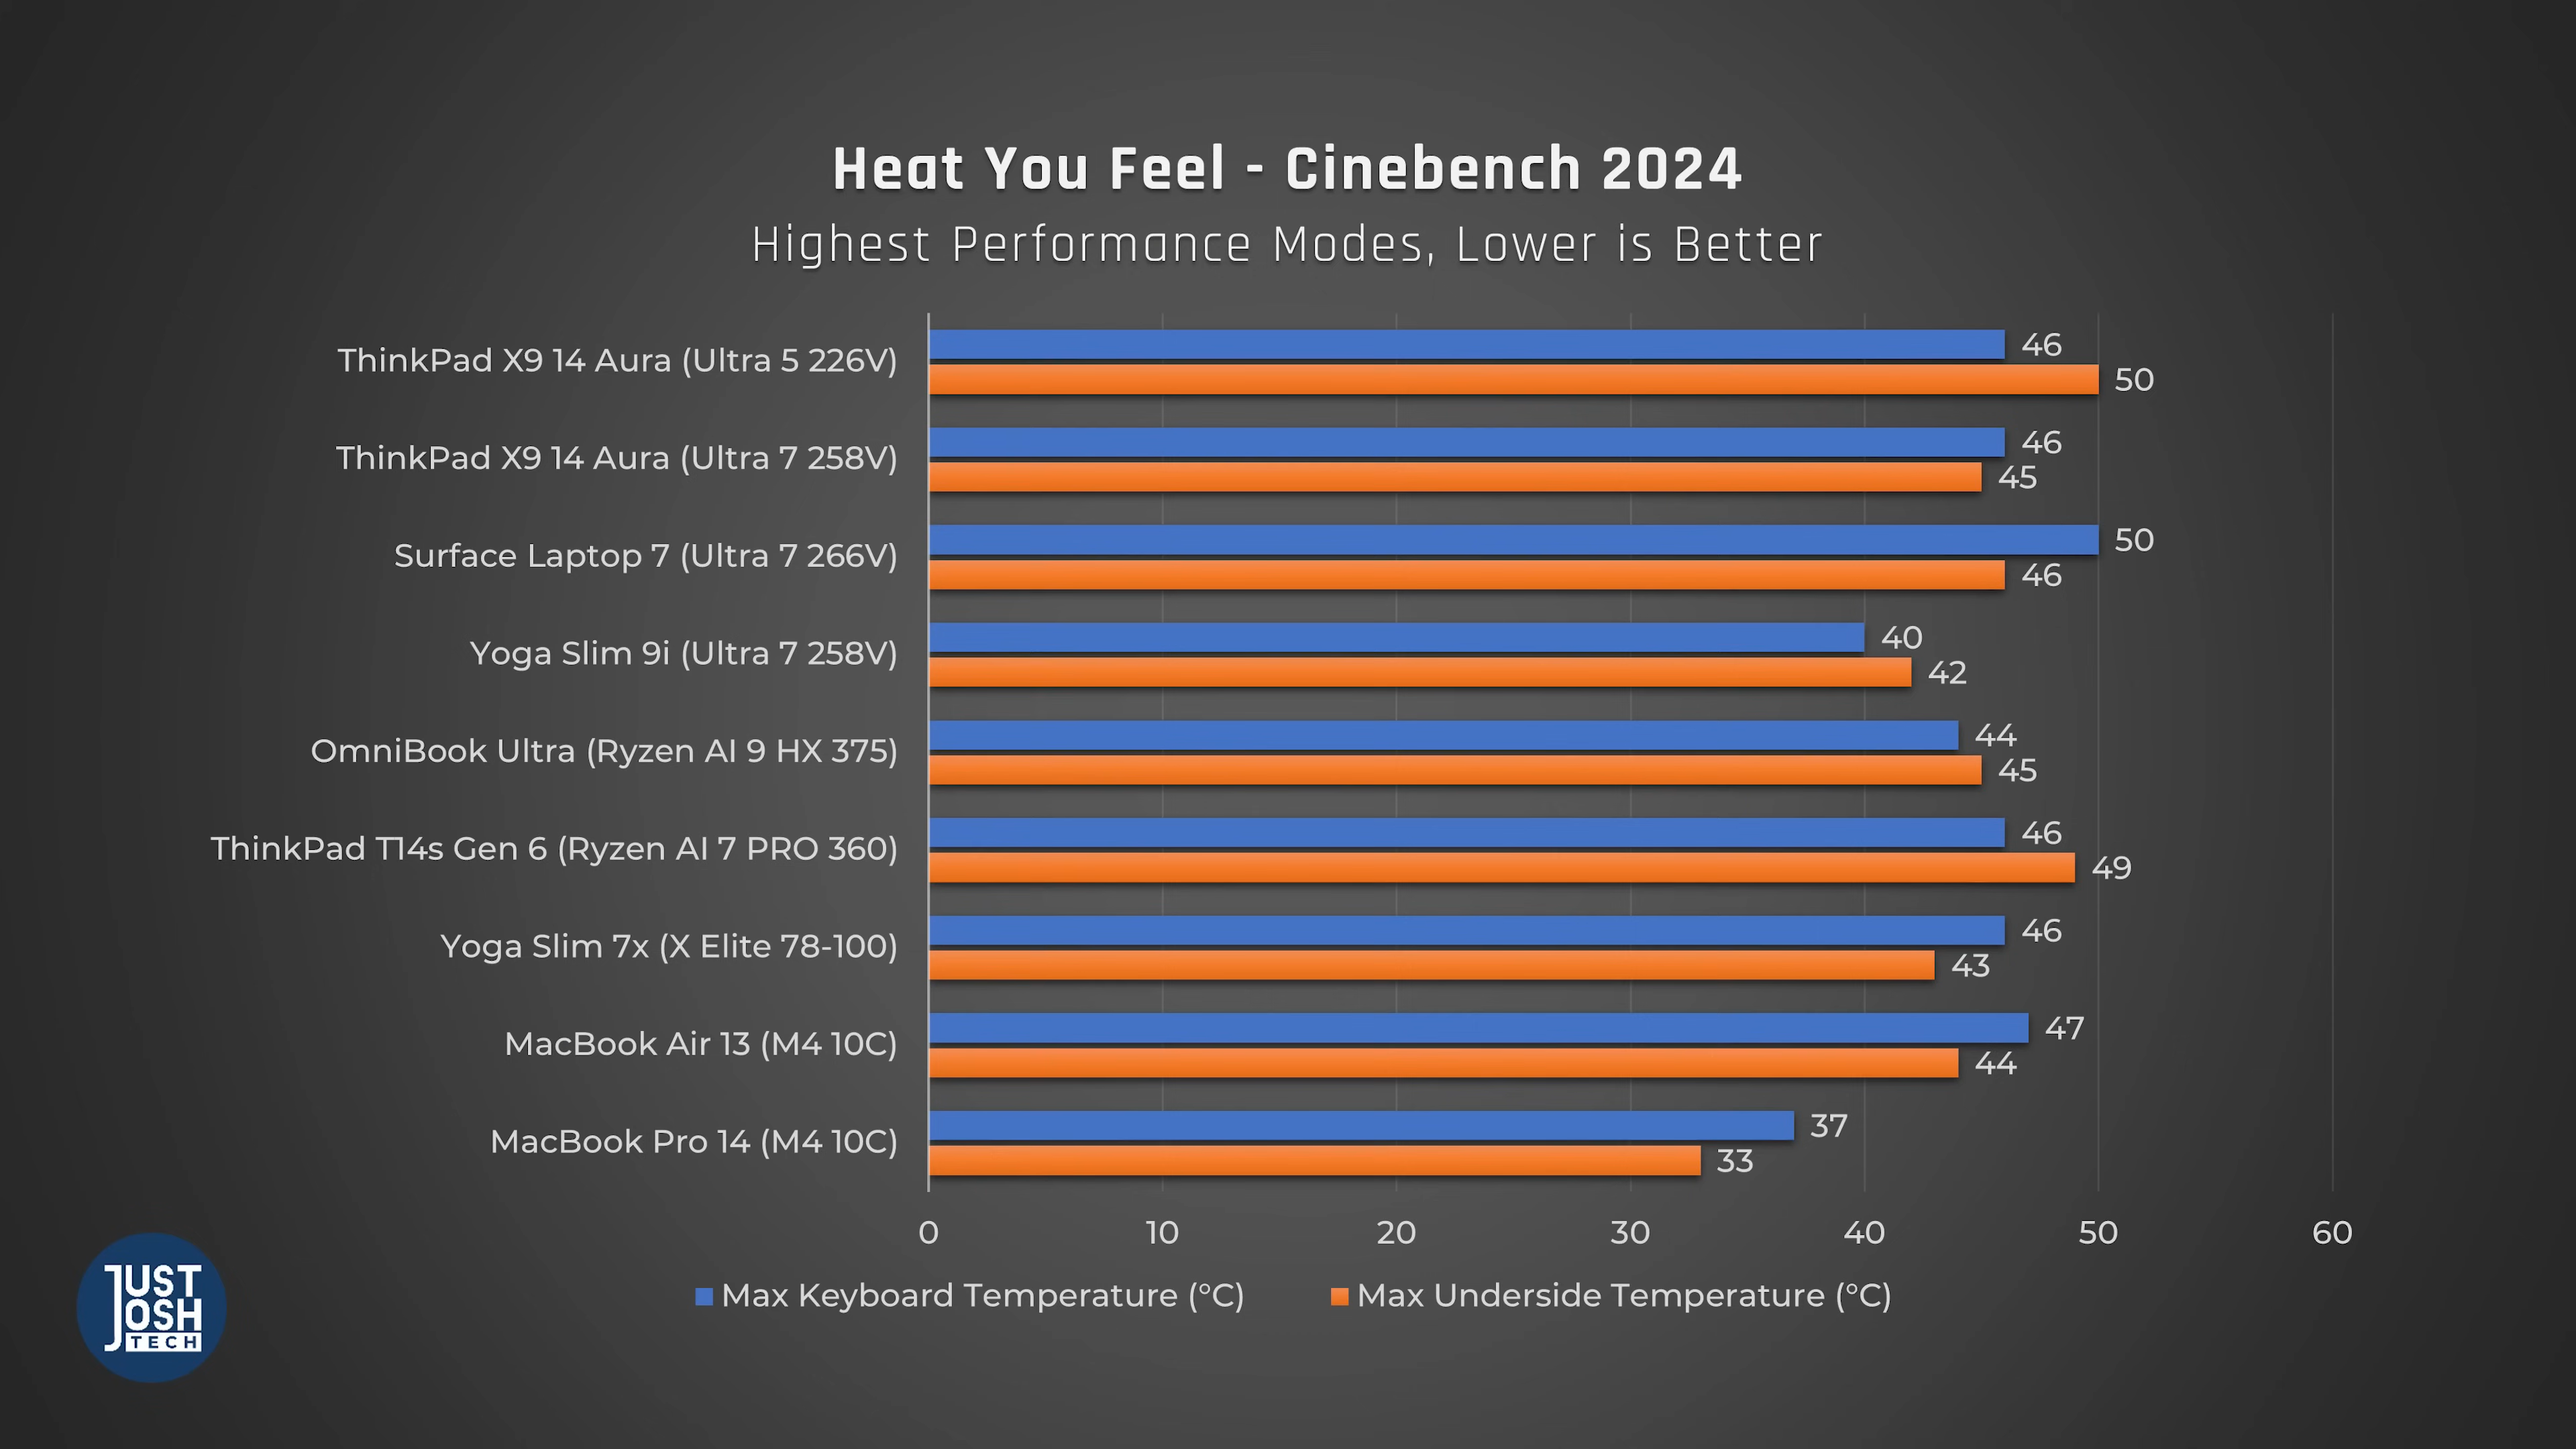 Heat You Feel - Cinebench 2024
Highest Performance Modes, Lower is Better
ThinkPad X9 14 Aura (Ultra 5 226V)
46
50
ThinkPad X9 14 Aura (Ultra 7 258V)
46
45
Surface Laptop 7 (Ultra 7 266V)
50
46
Yoga Slim 9i (Ultra 7 258V)
40
42
OmniBook Ultra (Ryzen AI 9 HX 375)
44
45
ThinkPad T14s Gen 6 (Ryzen AI 7 PRO 360)
46
49
Yoga Slim 7x (X Elite 78-100)
46
43
MacBook Air 13 (M4 10C)
47
44
MacBook Pro 14 (M4 10C)
37
33
0 10 20 30 40 50 60
Max Keyboard Temperature (°C) Max Underside Temperature (°C)
JUST
JOSH
TECH